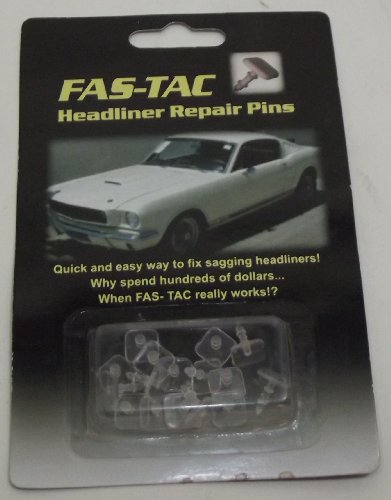 FAS-TAC
Headliner Repair Pins
Quick and easy way to fix sagging headliners!
Why spend hundreds of dollars...
When FAS- TAC really works!?